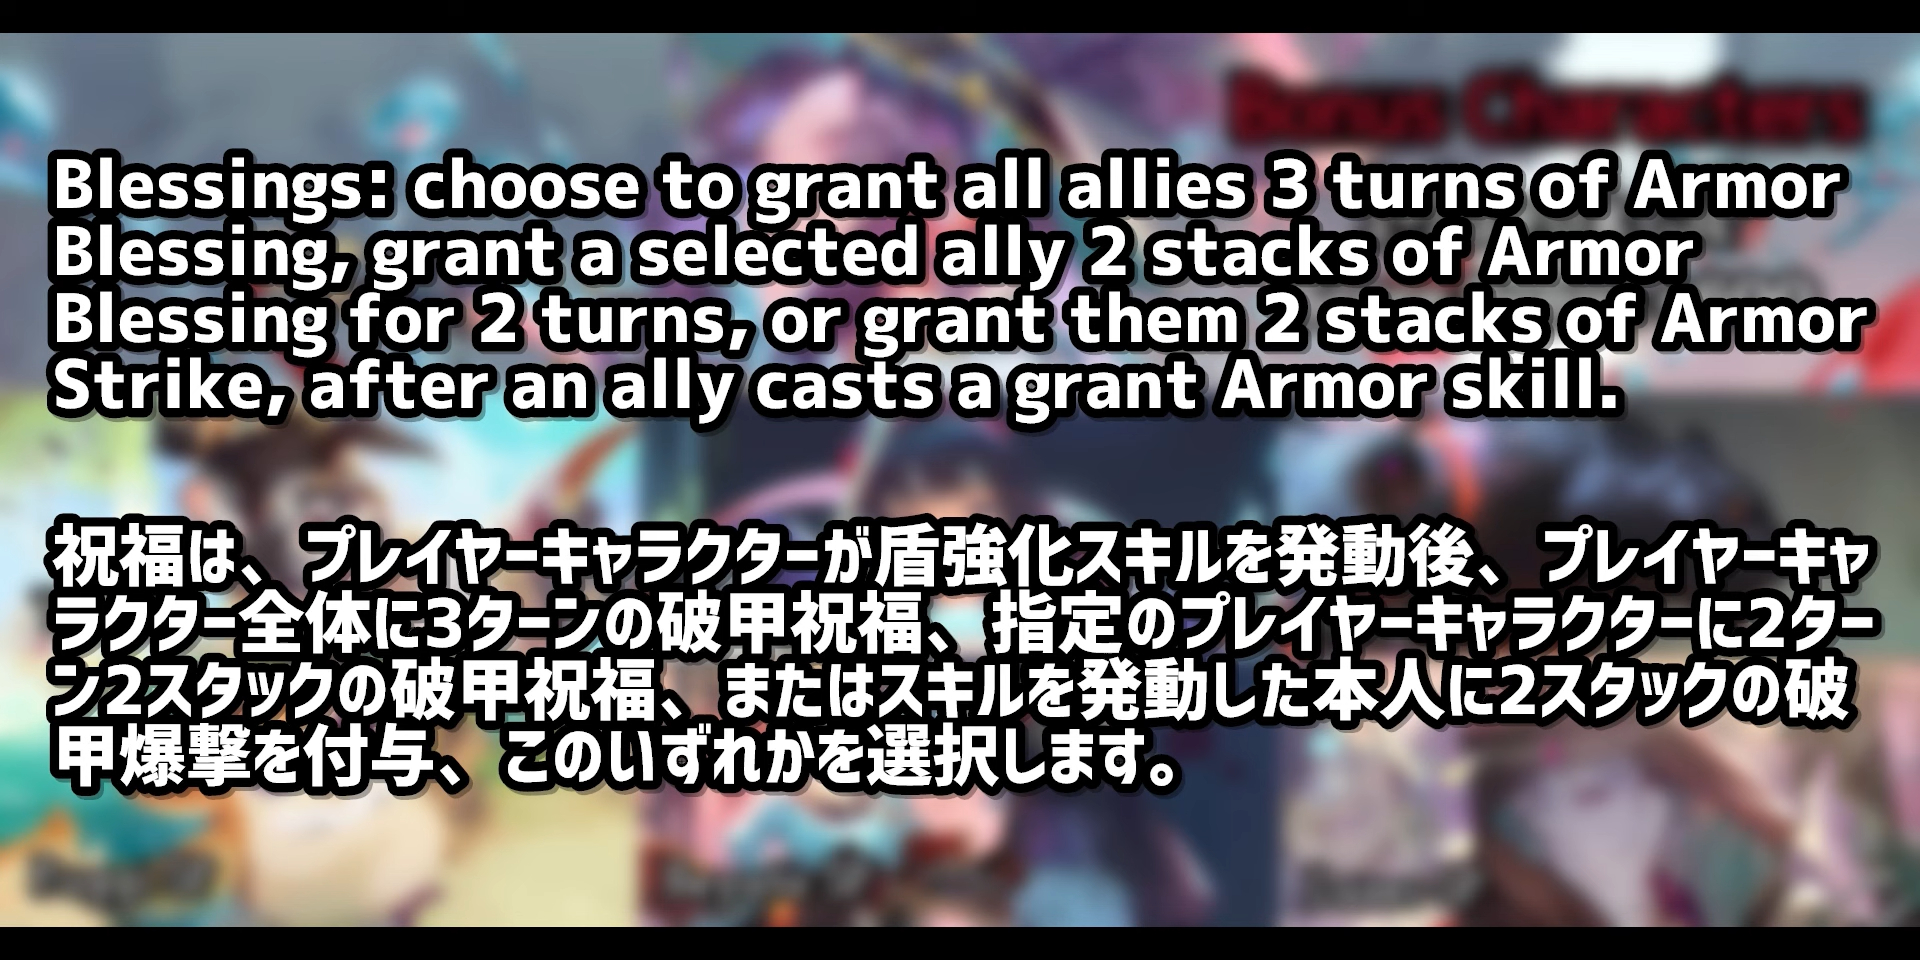 Bonus Characters
Blessings: choose to grant all allies 3 turns of Armor
Blessing, grant a selected ally 2 stacks of Armor
Blessing for 2 turns, or grant them 2 stacks of Armor
Strike, after an ally casts a grant Armor skill.
祝福は、プレイヤーキャラクターが盾強化スキルを発動後、プレイヤーキャ
ラクター全体に3ターンの破甲祝福、指定のプレイヤーキャラクターに2ター
ン2スタックの破甲祝福、またはスキルを発動した本人に2スタックの破
甲爆撃を付与、このいずれかを選択します。